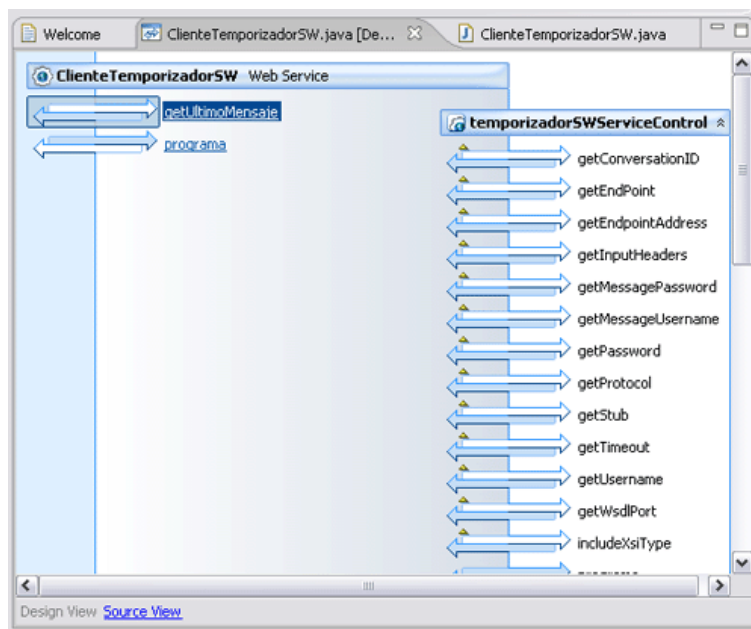 Welcome
ClienteTemporizadorSW.java [De...
ClienteTemporizadorSW.java
ClienteTemporizadorSW Web Service
getUltimoMensaje
programa
temporizadorSWServiceControl
getConversationID
getEndPoint
getEndpointAddress
getInputHeaders
getMessagePassword
getMessageUsername
getPassword
getProtocol
getStub
getTimeout
getUsername
getWsdlPort
includeXsiType
Design View Source View